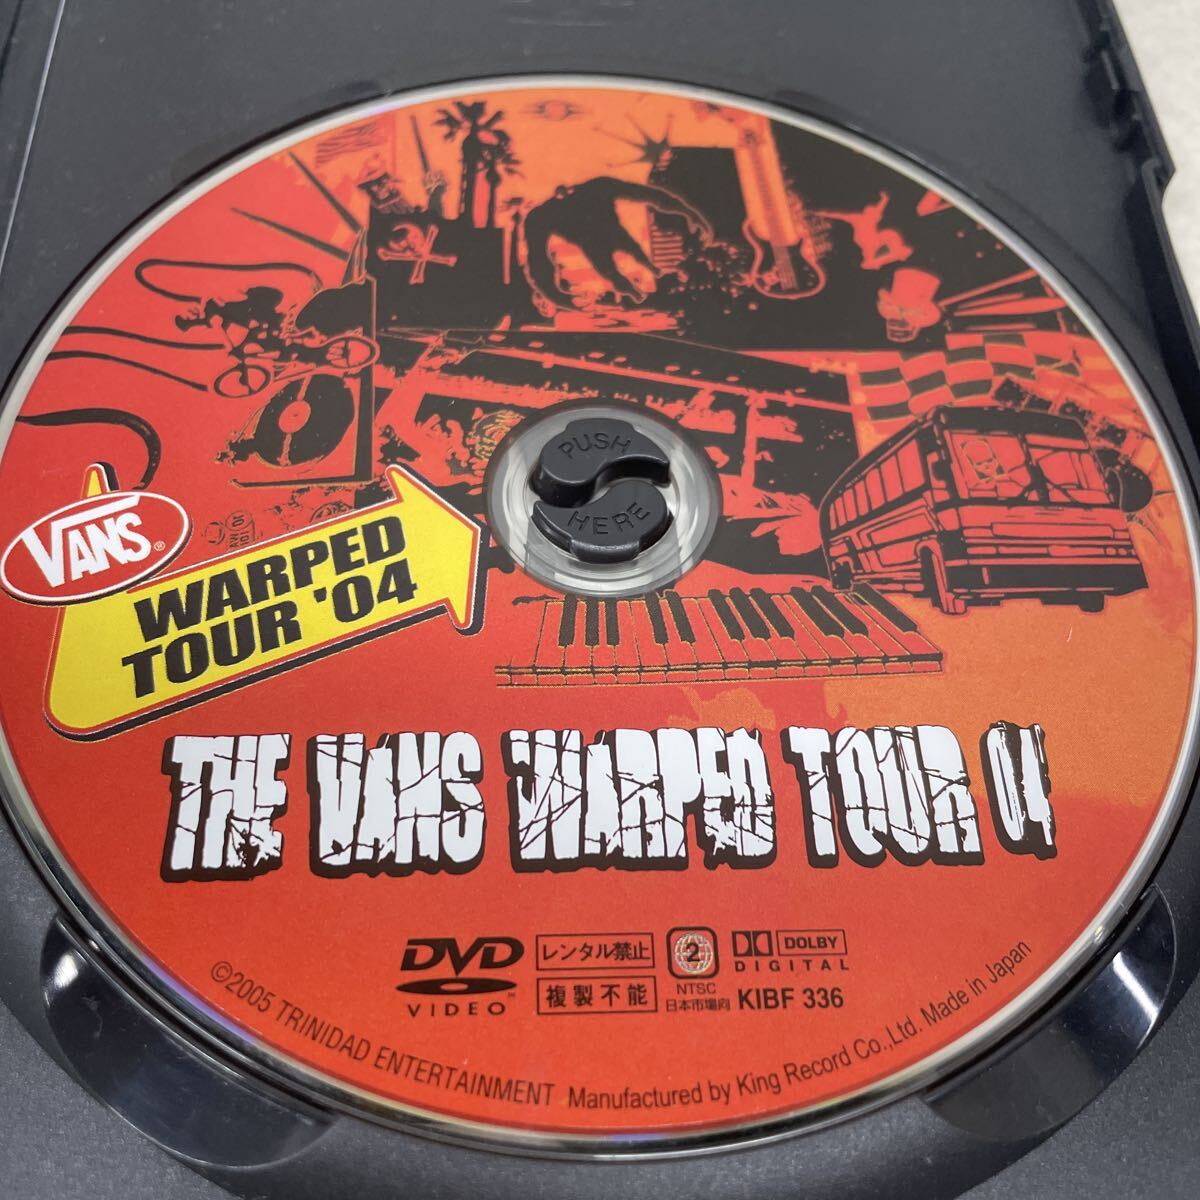 PUSH
HERE
VANS®
WARPED
TOUR '04
THE VANS WARPED TOUR 04
DVD
VIDEO
レンタル禁止
複製不能
2
NTSC
日本市場向
DOLBY
DIGITAL
KIBF 336
©2005 TRINIDAD ENTERTAINMENT Manufactured by King Record Co.,Ltd. Made in Japan